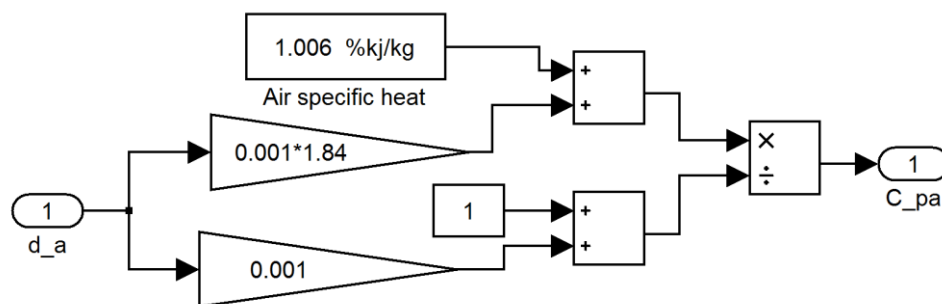 1.006 %kj/kg
Air specific heat
+
+
0.001*1.84
×
÷
1
d_a
1
+
+
0.001
1
C_pa